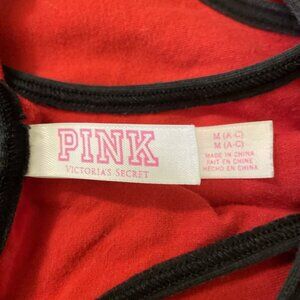 PINK
VICTORIA'S SECRET
M (A-C)
M (A-C)
MADE IN CHINA
FAIT EN CHINE
HECHO EN CHINA